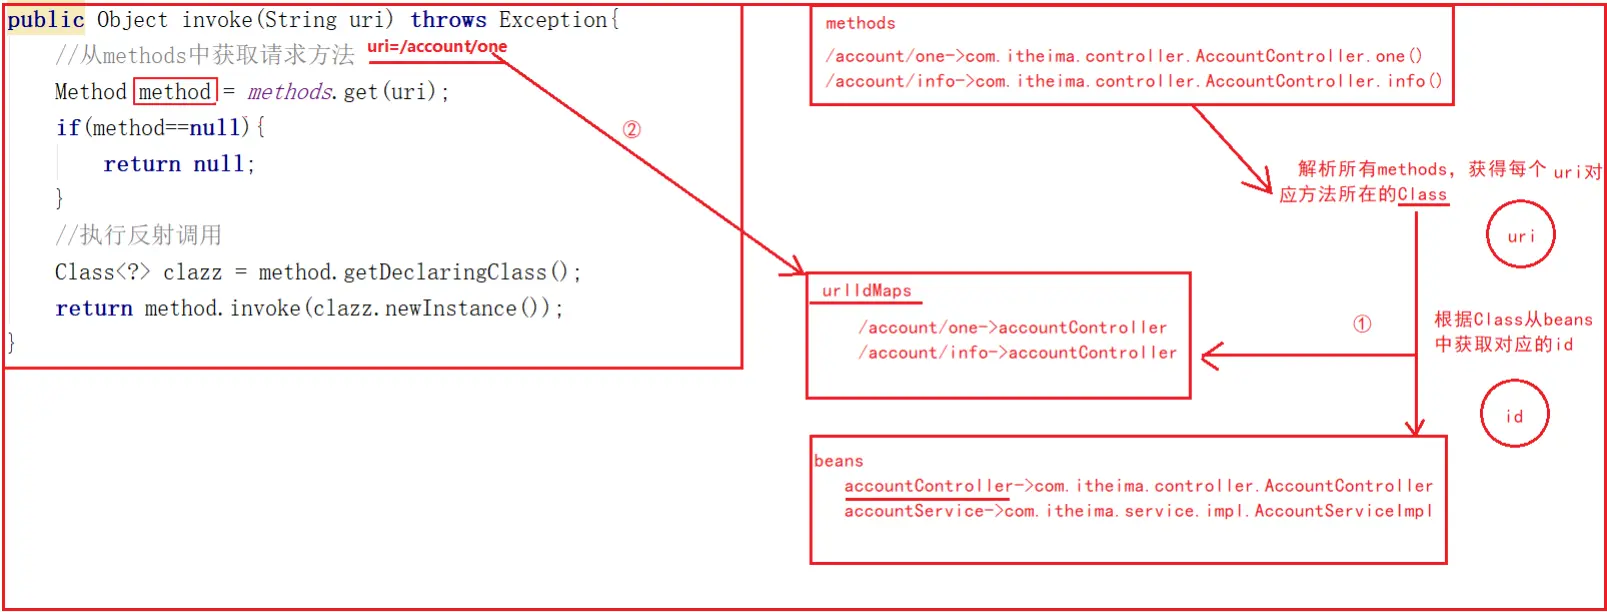 public Object invoke(String uri) throws Exception{
//从methods中获取请求方法 uri=/account/one
Method method = methods.get(uri);
if(method==null){
return null;
}
//执行反射调用
Class<?> clazz = method.getDeclaringClass();
return method.invoke(clazz.newInstance());
}
methods
/account/one->com.itheima.controller.AccountController.one()
/account/info->com.itheima.controller.AccountController.info()
②
解析所有methods，获得每个 uri对
应方法所在的Class
uri
urlIdMaps
/account/one->accountController
/account/info->accountController
①
根据Class从beans
中获取对应的id
id
beans
accountController->com.itheima.controller.AccountController
accountService->com.itheima.service.impl.AccountServiceImpl